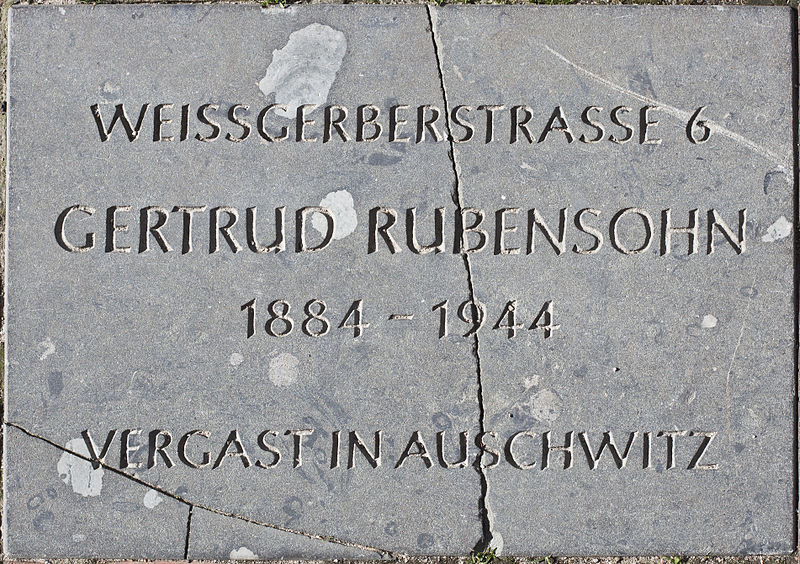 WEISSGERBERSTRASSE 6
GERTRUD RUBENSOHN
1884 - 1944
VERGAST IN AUSCHWITZ